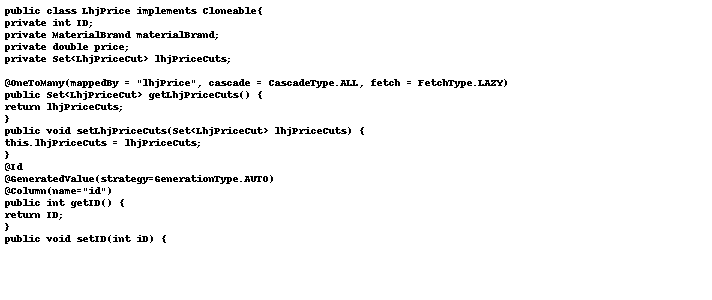 public class LhjPrice implements Cloneable{
private int ID;
private MaterialBrand materialBrand;
private double price;
private Set<LhjPriceCut> lhjPriceCuts;
@OneToMany(mappedBy = "lhjPrice", cascade = CascadeType.ALL, fetch = FetchType.LAZY)
public Set<LhjPriceCut> getLhjPriceCuts() {
return lhjPriceCuts;
}
public void setLhjPriceCuts(Set<LhjPriceCut> lhjPriceCuts) {
this.lhjPriceCuts = lhjPriceCuts;
}
@Id
@GeneratedValue(strategy=GenerationType.AUTO)
@Column(name="id")
public int getID() {
return ID;
}
public void setID(int iD) {